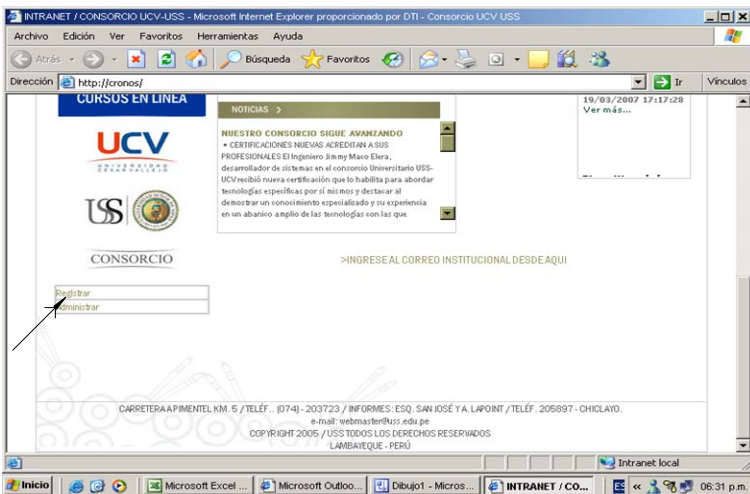 INTRANET / CONSORCIO UCV-USS - Microsoft Internet Explorer proporcionado por DTI - Consorcio UCV USS
Archivo Edición Ver Favoritos Herramientas Ayuda
Atrás Búsqueda Favoritos
Dirección http://cronos/ Ir Vínculos
CURSOS EN LINEA
NOTICIAS >
19/03/2007 17:17:28
Ver más...
NUESTRO CONSORCIO SIGUE AVANZANDO
• CERTIFICACIONES NUEVAS ACREDITAN A SUS
PROFESIONALES El Ingeniero Jimmy Maco Elera,
desarrollador de sistemas en el consorcio Universitario USS-
UCV recibió nueva certificación que lo habilita para abordar
tecnologías específicas por sí mismos y destacar al
demostrar un conocimiento especializado y su experiencia
en un abanico amplio de las tecnologías con las que
UCV
UNIVERSIDAD
CÉSAR VALLEJO
USS
CONSORCIO
>INGRESE AL CORREO INSTITUCIONAL DESDE AQUI
Registrar
Administrar
CARRETERA A PIMENTEL KM. 5 / TELÉF.. (074) - 203723 / INFORMES: ESQ. SAN JOSÉ Y A. LAPOINT / TELÉF. 205897 - CHICLAYO.
e-mail: webmaster@uss.edu.pe
COPYRIGHT 2005 / USS TODOS LOS DERECHOS RESERVADOS
LAMBAYEQUE - PERÚ
Intranet local
Inicio Microsoft Excel ... Microsoft Outloo... Dibujo1 - Micros... INTRANET / CO... ES « 06:31 p.m.